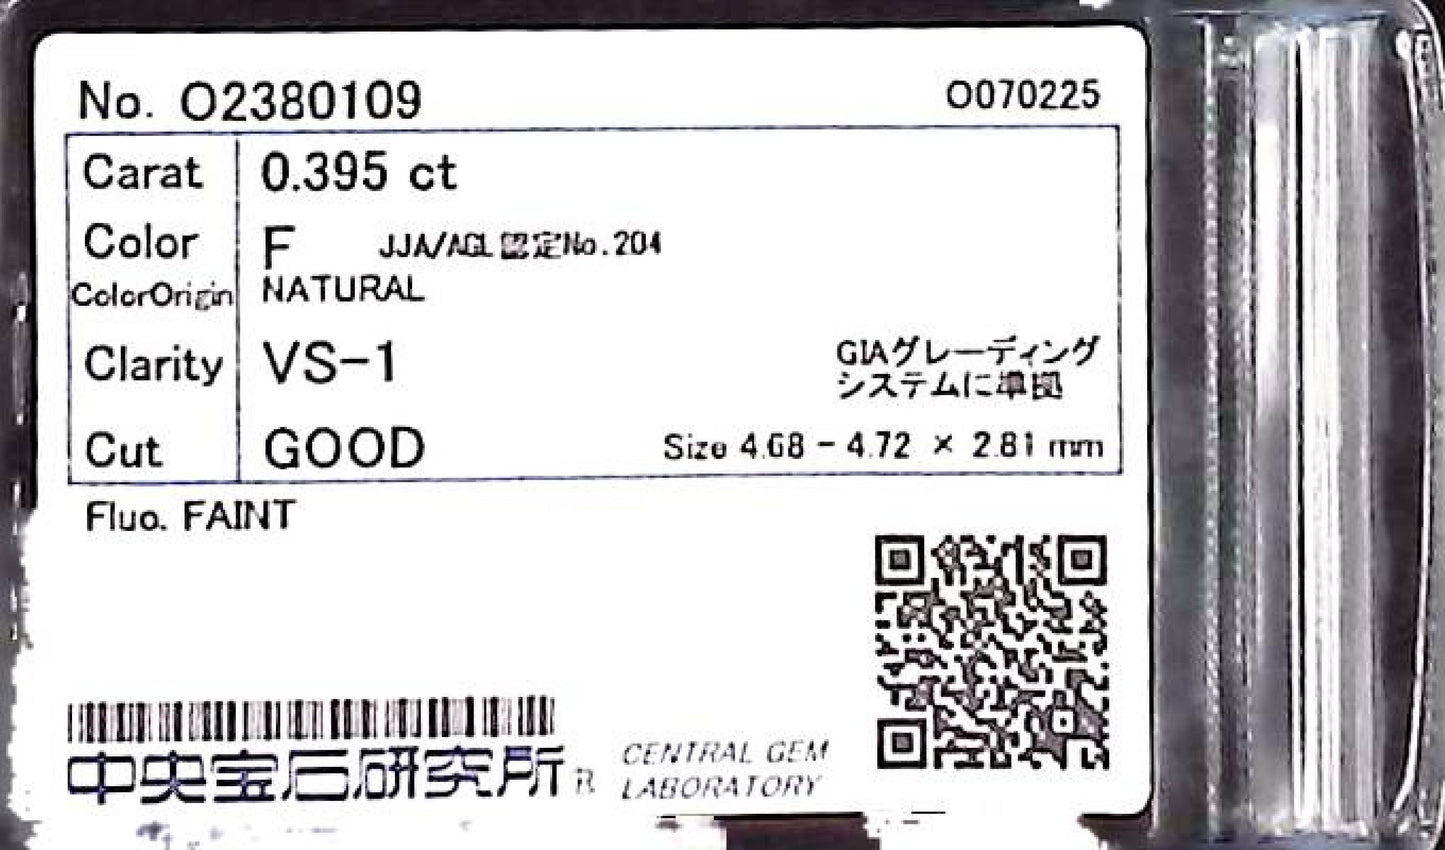 No. O2380109
O070225
Carat 0.395 ct
Color F JJA/AGL認定No.204
ColorOrigin NATURAL
Clarity VS-1
GIAグレーディング
システムに準拠
Cut GOOD Size 4.68 - 4.72 × 2.81 mm
Fluo. FAINT
中央宝石研究所 R
CENTRAL GEM
LABORATORY